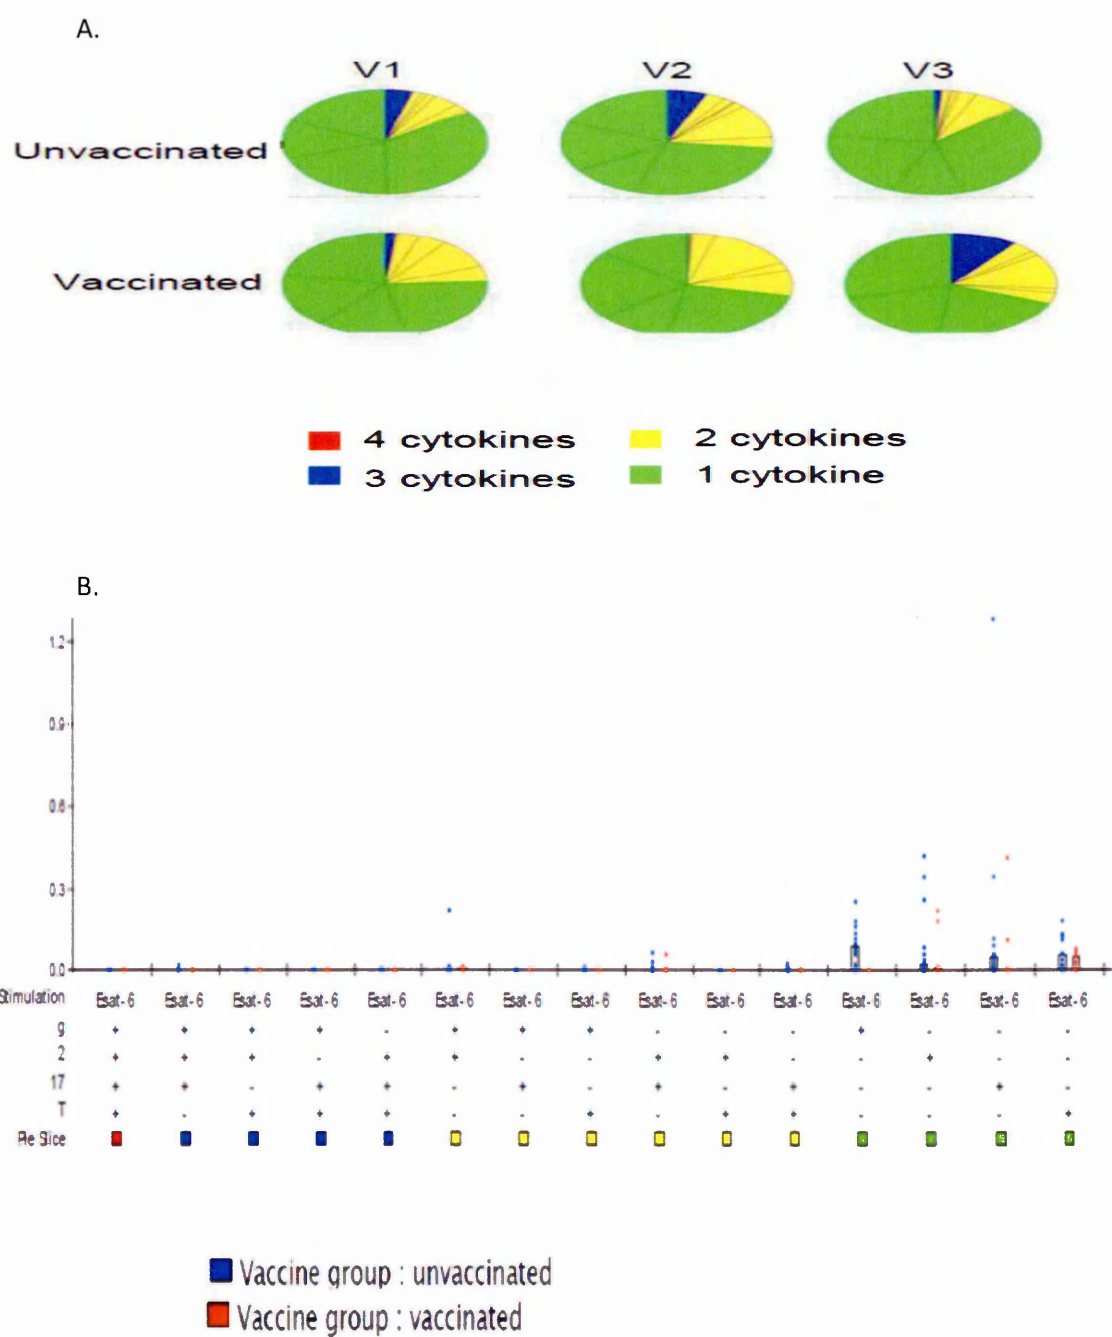 A.
V1 V2 V3
Unvaccinated
Vaccinated
4 cytokines 2 cytokines
3 cytokines 1 cytokine
B.
1.2
0.9
0.6
0.3
0.0
Stimulation Esat-6 Esat-6 Esat-6 Esat-6 Esat-6 Esat-6 Esat-6 Esat-6 Esat-6 Esat-6 Esat-6 Esat-6 Esat-6 Esat-6 Esat-6
g + + + + - + + + - - - + - - -
2 + + + - + + - - + + - - + - -
17 + + - + + - + - + - + - - + -
T + - + + + - - + - + + - - - +
Pie Slice
Vaccine group : unvaccinated
Vaccine group : vaccinated